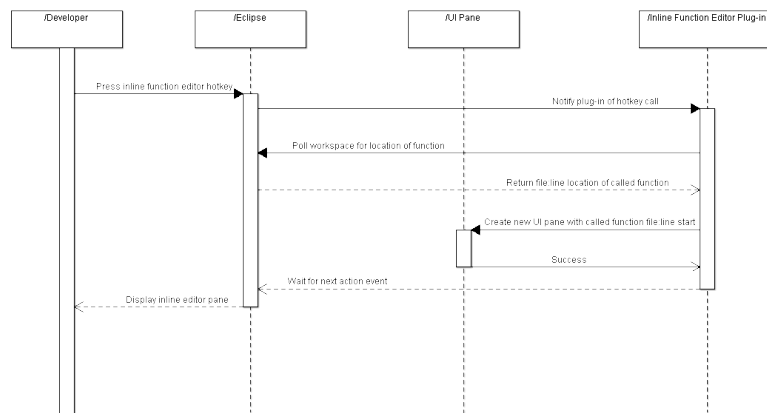 /Developer
/Eclipse
/UI Pane
/Inline Function Editor Plug-in
Press inline function editor hotkey
Notify plug-in of hotkey call
Poll workspace for location of function
Return file:line location of called function
Create new UI pane with called function file:line start
Success
Wait for next action event
Display inline editor pane